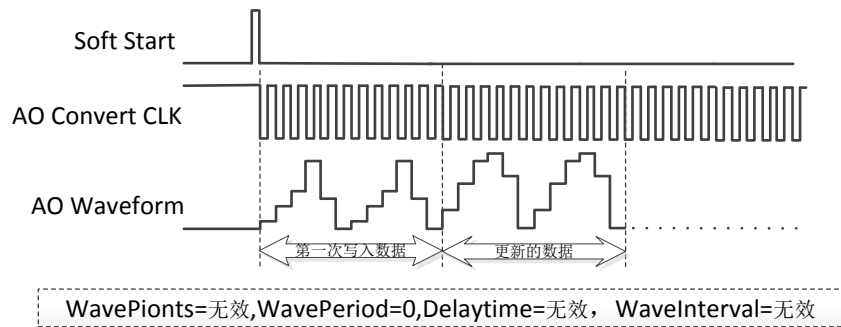 Soft Start
AO Convert CLK
AO Waveform
第一次写入数据
更新的数据
WavePionts=无效,WavePeriod=0,Delaytime=无效， WaveInterval=无效